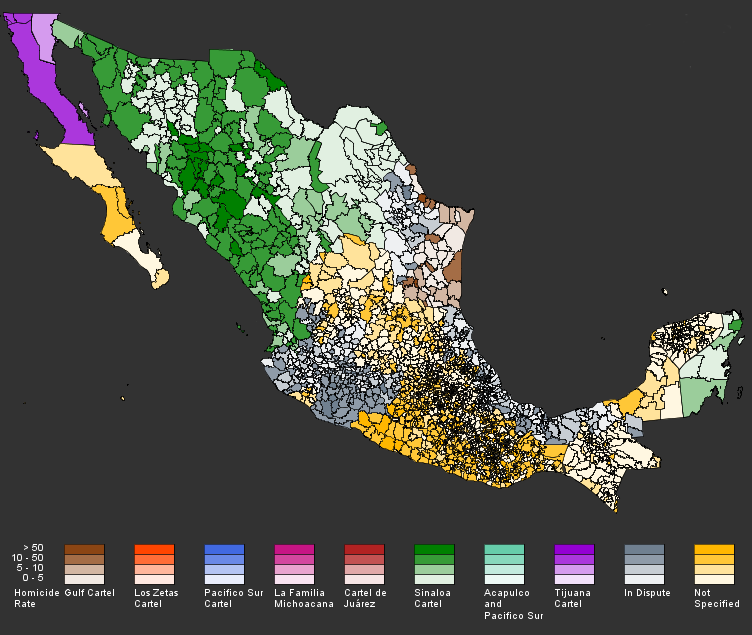 > 50
10 - 50
5 - 10
0 - 5
Homicide
Rate
Gulf Cartel
Los Zetas
Cartel
Pacifico Sur
Cartel
La Familia
Michoacana
Cartel de
Juárez
Sinaloa
Cartel
Acapulco
and
Pacifico Sur
Tijuana
Cartel
In Dispute
Not
Specified